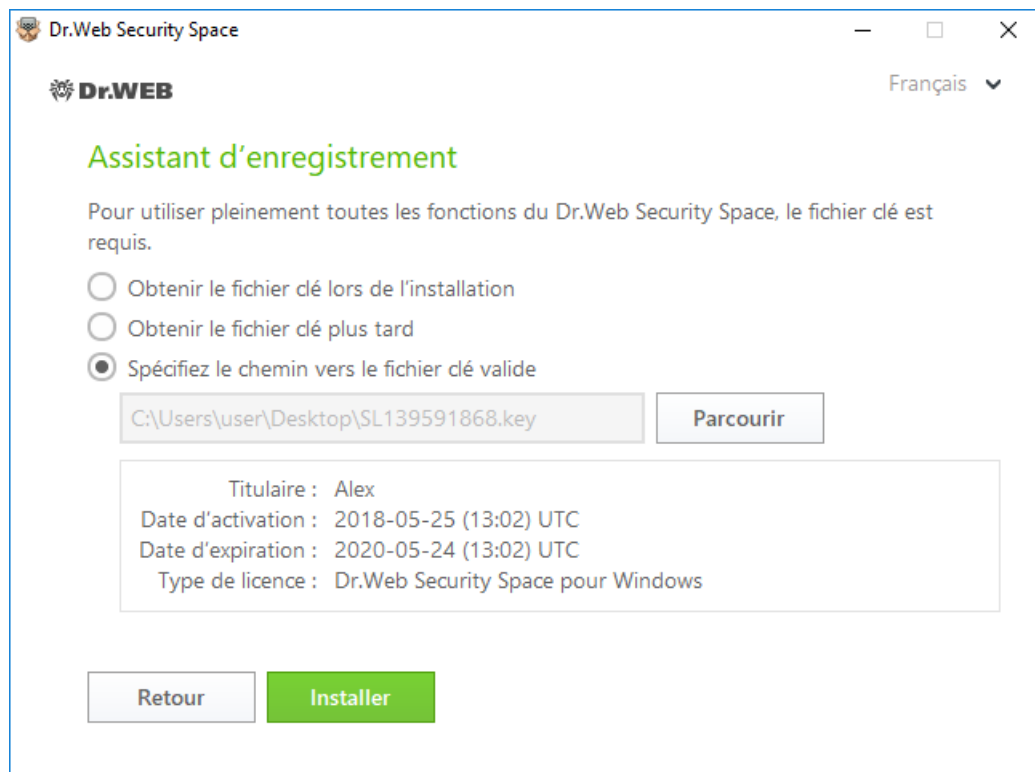 Dr.Web Security Space
Dr.WEB
Français
Assistant d'enregistrement
Pour utiliser pleinement toutes les fonctions du Dr.Web Security Space, le fichier clé est
requis.
Obtenir le fichier clé lors de l'installation
Obtenir le fichier clé plus tard
Spécifiez le chemin vers le fichier clé valide
C:\Users\user\Desktop\SL139591868.key
Parcourir
Titulaire : Alex
Date d'activation : 2018-05-25 (13:02) UTC
Date d'expiration : 2020-05-24 (13:02) UTC
Type de licence : Dr.Web Security Space pour Windows
Retour
Installer